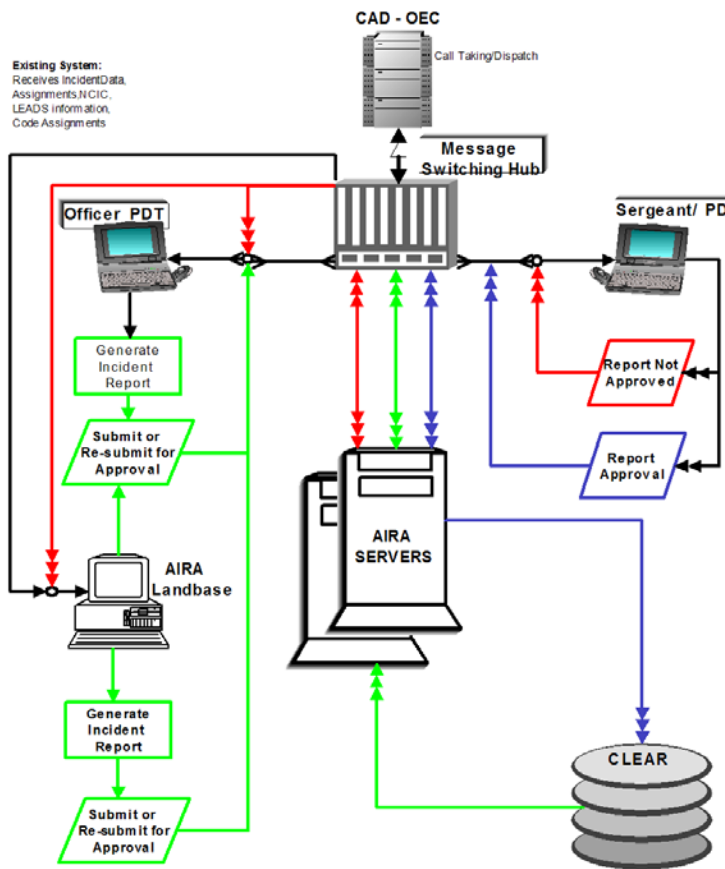 CAD - OEC
Call Taking/Dispatch
Existing System:
Receives IncidentData,
Assignments,NCIC,
LEADS information,
Code Assignments
Message
Switching Hub
Officer PDT
Sergeant/ PD
Generate
Incident
Report
Report Not
Approved
Submit or
Re-submit for
Approval
Report
Approval
AIRA
SERVERS
AIRA
Landbase
Generate
Incident
Report
CLEAR
Submit or
Re-submit for
Approval